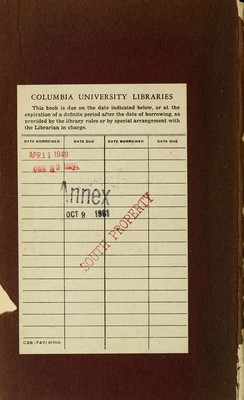 COLUMBIA UNIVERSITY LIBRARIES
This book is due on the date indicated below, or at the
expiration of a definite period after the date of borrowing, as
provided by the library rules or by special arrangement with
the Librarian in charge.
DATE BORROWED DATE DUE DATE BORROWED DATE DUE
APR 11 1940
Annex
OCT 9 1961
SOUTH PROPERTY
C28 (747) M100